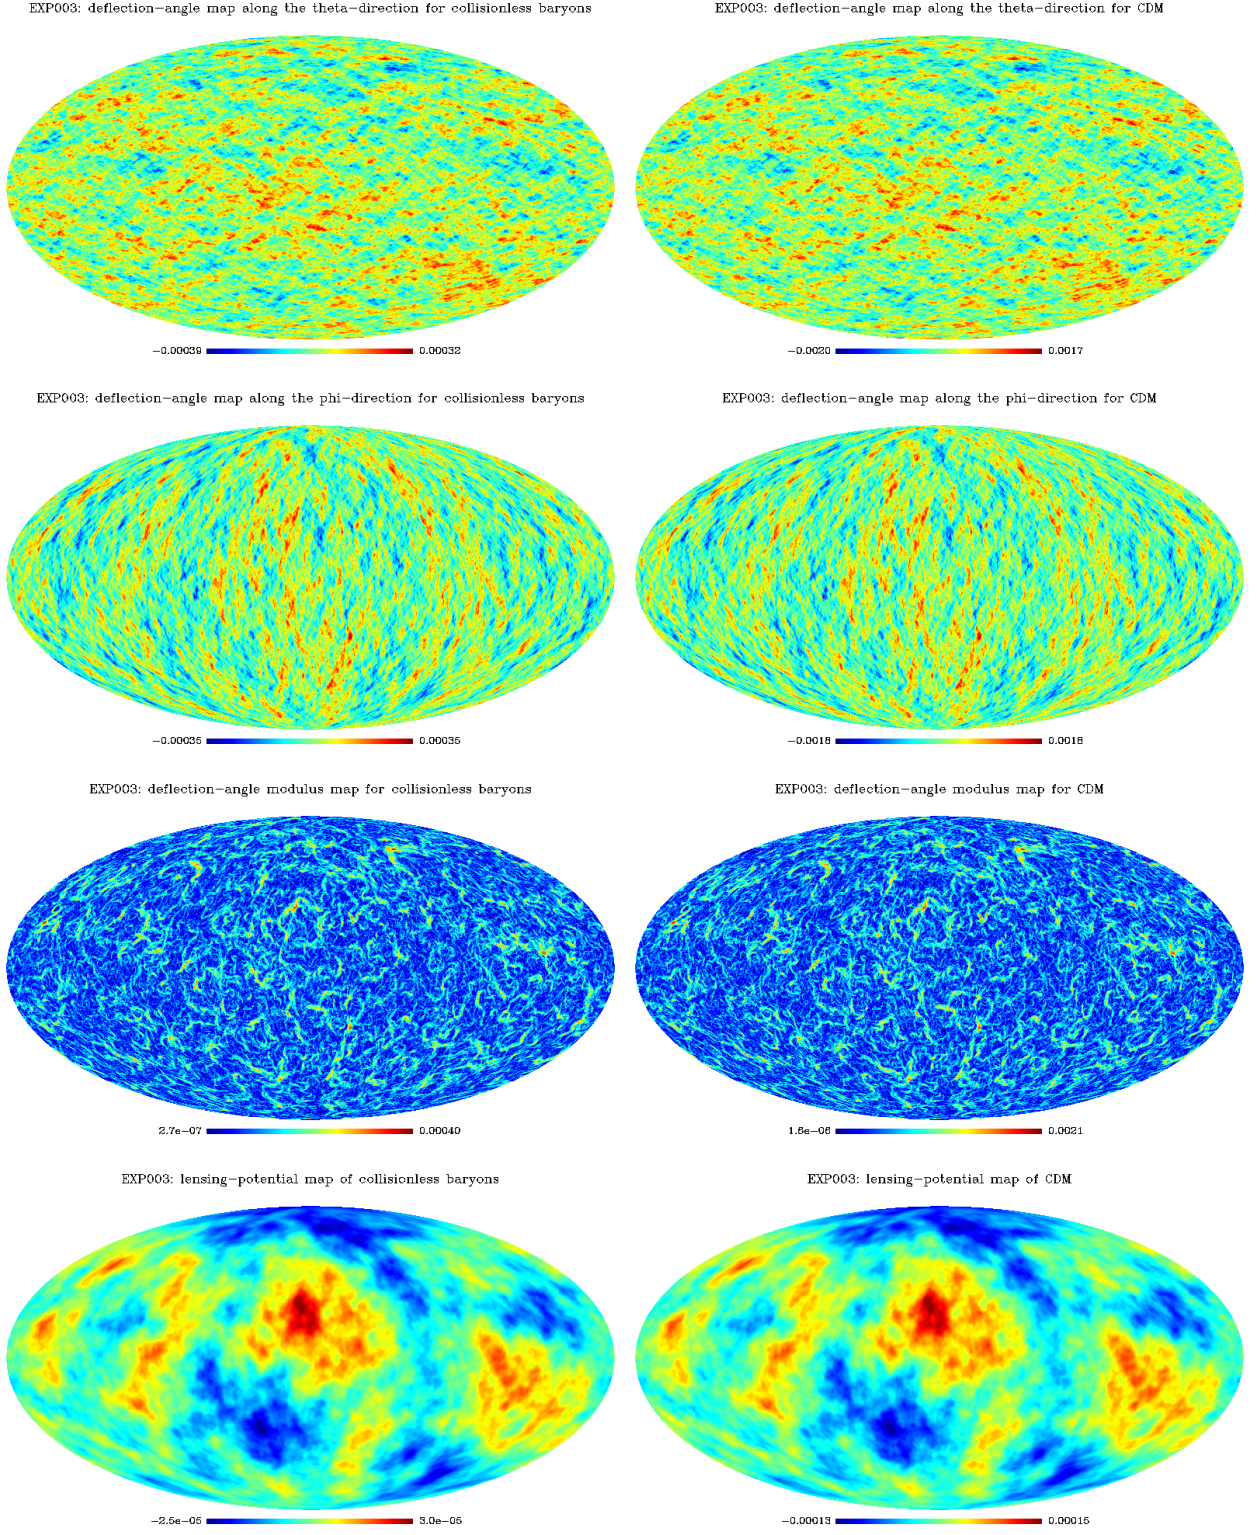 EXP003: deflection-angle map along the theta-direction for collisionless baryons
EXP003: deflection-angle map along the theta-direction for CDM
-0.00039 0.00032
-0.0020 0.0017
EXP003: deflection-angle map along the phi-direction for collisionless baryons
EXP003: deflection-angle map along the phi-direction for CDM
-0.00035 0.00035
-0.0018 0.0018
EXP003: deflection-angle modulus map for collisionless baryons
EXP003: deflection-angle modulus map for CDM
2.7e-07 0.00040
1.6e-06 0.0021
EXP003: lensing-potential map of collisionless baryons
EXP003: lensing-potential map of CDM
-2.5e-05 3.0e-05
-0.00013 0.00015